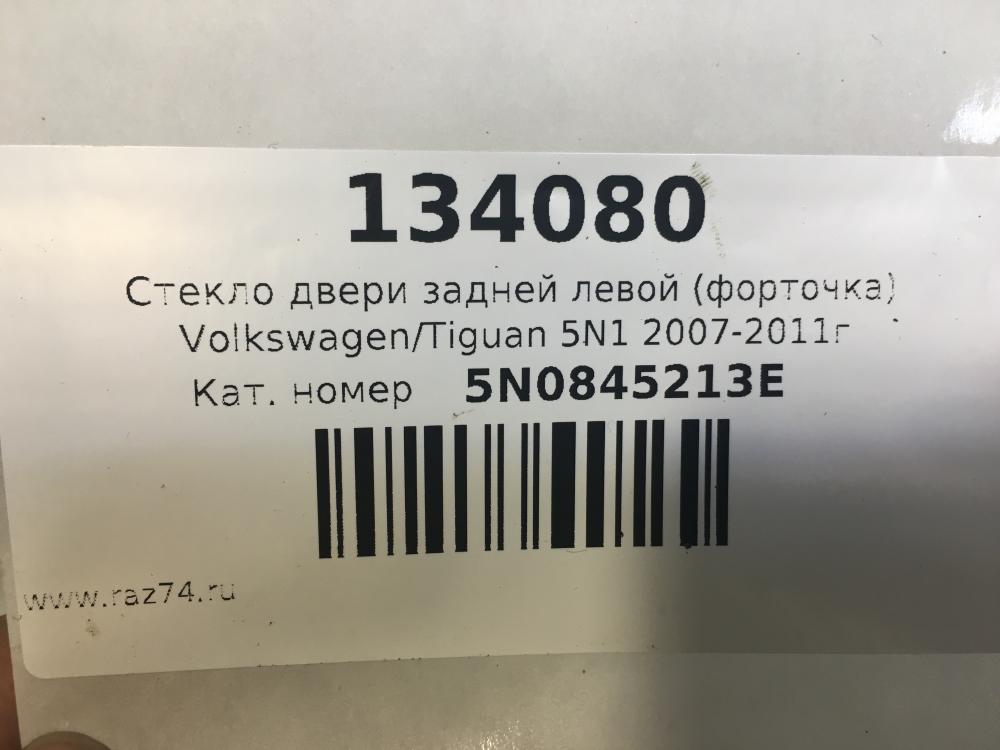 134080
Стекло двери задней левой (форточка)
Volkswagen/Tiguan 5N1 2007-2011г
Кат. номер 5N0845213E
www.raz74.ru